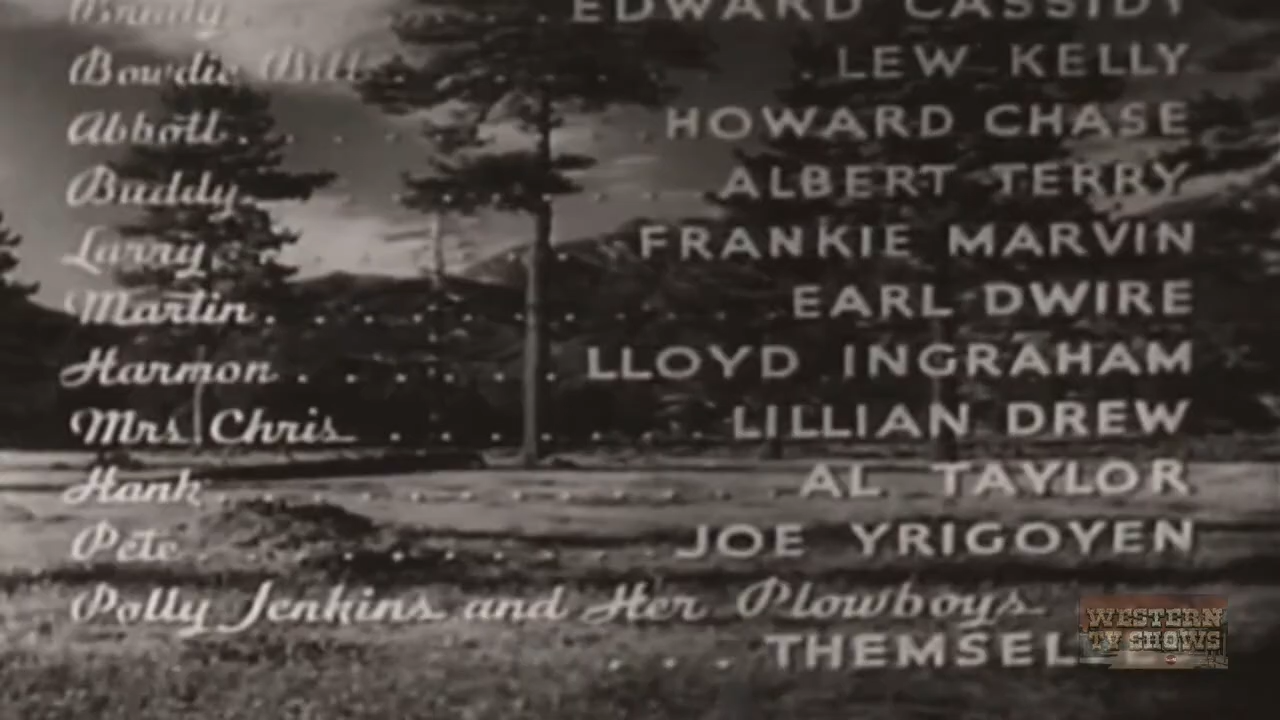 Brady . . . EDWARD CASSIDY
Bowdie Bill . . . . . . . LEW KELLY
Abbott . . . . . . . HOWARD CHASE
Buddy . . . . . . . . ALBERT TERRY
Larry . . . . . . . FRANKIE MARVIN
Martin . . . . . . . . . . . EARL DWIRE
Harmon . . . . . . LLOYD INGRAHAM
Mrs. Chris . . . . . . . LILLIAN DREW
Hank . . . . . . . . . . . . AL TAYLOR
Pete . . . . . . . . . JOE YRIGOYEN
Polly Jenkins and Her Plowboys
. . . . THEMSEL
WESTERN
TV SHOWS